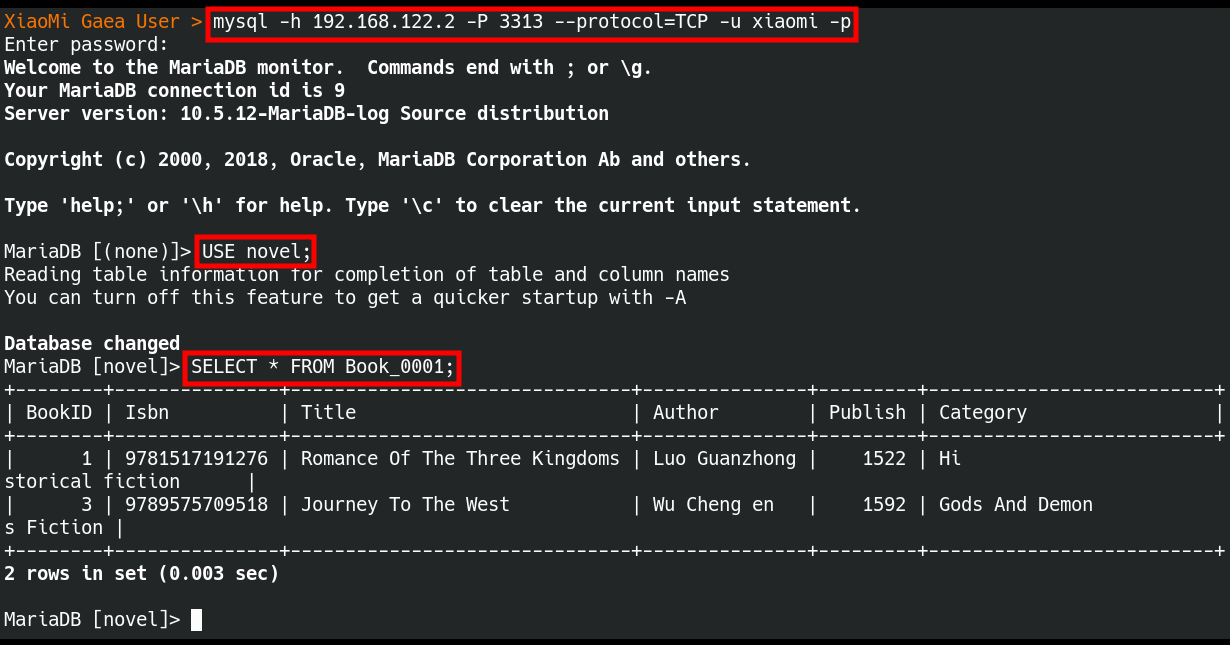 XiaoMi Gaea User > mysql -h 192.168.122.2 -P 3313 --protocol=TCP -u xiaomi -p
Enter password:
Welcome to the MariaDB monitor.  Commands end with ; or \g.
Your MariaDB connection id is 9
Server version: 10.5.12-MariaDB-log Source distribution

Copyright (c) 2000, 2018, Oracle, MariaDB Corporation Ab and others.

Type 'help;' or '\h' for help. Type '\c' to clear the current input statement.

MariaDB [(none)]> USE novel;
Reading table information for completion of table and column names
You can turn off this feature to get a quicker startup with -A

Database changed
MariaDB [novel]> SELECT * FROM Book_0001;
+--------+---------------+-------------------------------+---------------+---------+--------------------------+
| BookID | Isbn          | Title                         | Author        | Publish | Category                 |
+--------+---------------+-------------------------------+---------------+---------+--------------------------+
|      1 | 9781517191276 | Romance Of The Three Kingdoms | Luo Guanzhong |    1522 | Hi
storical fiction      |
|      3 | 9789575709518 | Journey To The West           | Wu Cheng en   |    1592 | Gods And Demon
s Fiction |
+--------+---------------+-------------------------------+---------------+---------+--------------------------+
2 rows in set (0.003 sec)

MariaDB [novel]>